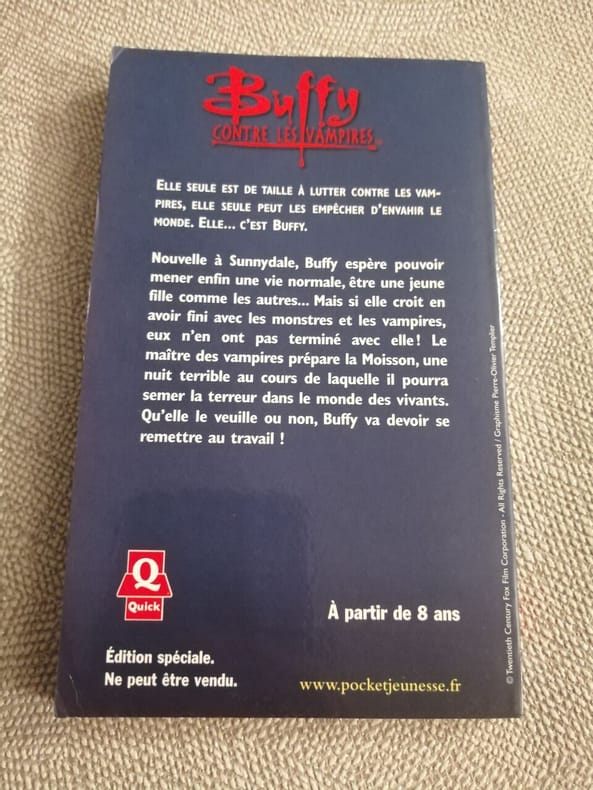 Buffy
CONTRE LES VAMPIRES
ELLE SEULE EST DE TAILLE À LUTTER CONTRE LES VAM-
PIRES, ELLE SEULE PEUT LES EMPÊCHER D'ENVAHIR LE
MONDE. ELLE... C'EST BUFFY.
Nouvelle à Sunnydale, Buffy espère pouvoir
mener enfin une vie normale, être une jeune
fille comme les autres... Mais si elle croit en
avoir fini avec les monstres et les vampires,
eux n'en ont pas terminé avec elle! Le
maître des vampires prépare la Moisson, une
nuit terrible au cours de laquelle il pourra
semer la terreur dans le monde des vivants.
Qu'elle le veuille ou non, Buffy va devoir se
remettre au travail !
Q
Quick
À partir de 8 ans
Édition spéciale.
Ne peut être vendu.
www.pocketjeunesse.fr
© Twentieth Century Fox Film Corporation - All Rights Reserved / Graphisme Pierre-Olivier Templier